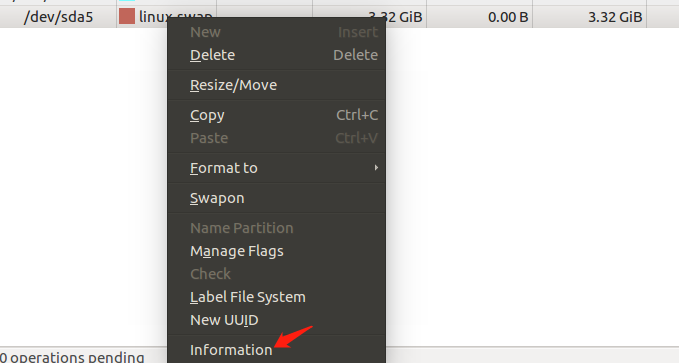 /dev/sda5 linux-swap 3.32 GiB 0.00 B 3.32 GiB
New Insert
Delete Delete
Resize/Move
Copy Ctrl+C
Paste Ctrl+V
Format to
Swapon
Name Partition
Manage Flags
Check
Label File System
New UUID
Information
0 operations pending